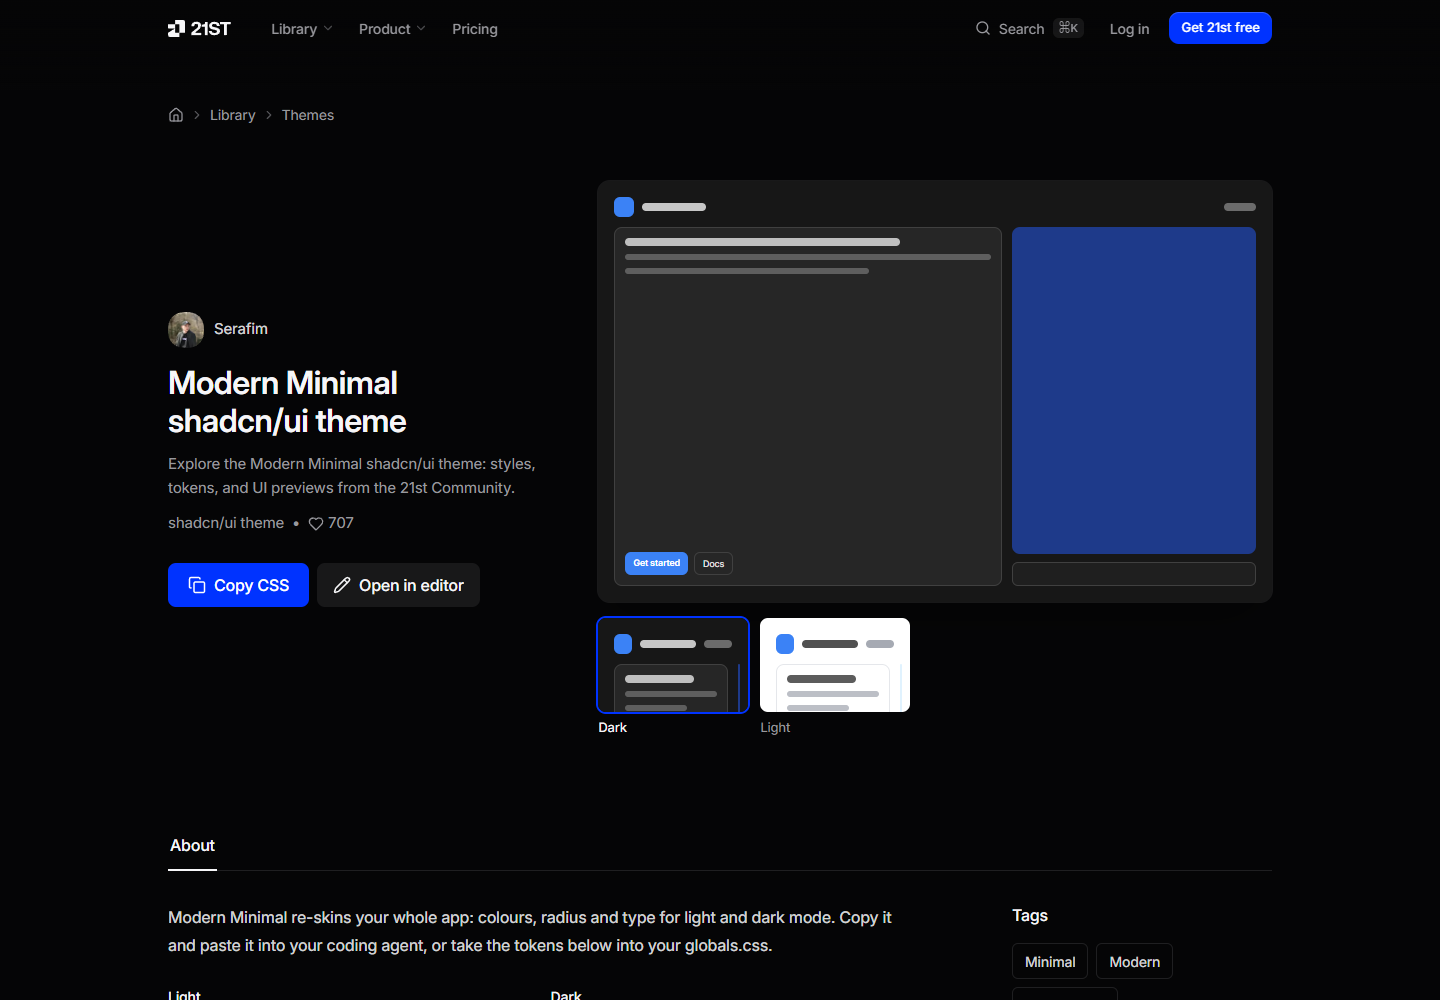 21ST
Library
Product
Pricing
Search ⌘K
Log in
Get 21st free
Library
Themes
Serafim
Modern Minimal
shadcn/ui theme
Explore the Modern Minimal shadcn/ui theme: styles,
tokens, and UI previews from the 21st Community.
shadcn/ui theme • 707
Copy CSS
Open in editor
Get started
Docs
Dark
Light
About
Modern Minimal re-skins your whole app: colours, radius and type for light and dark mode. Copy it
and paste it into your coding agent, or take the tokens below into your globals.css.
Tags
Minimal
Modern
Light
Dark